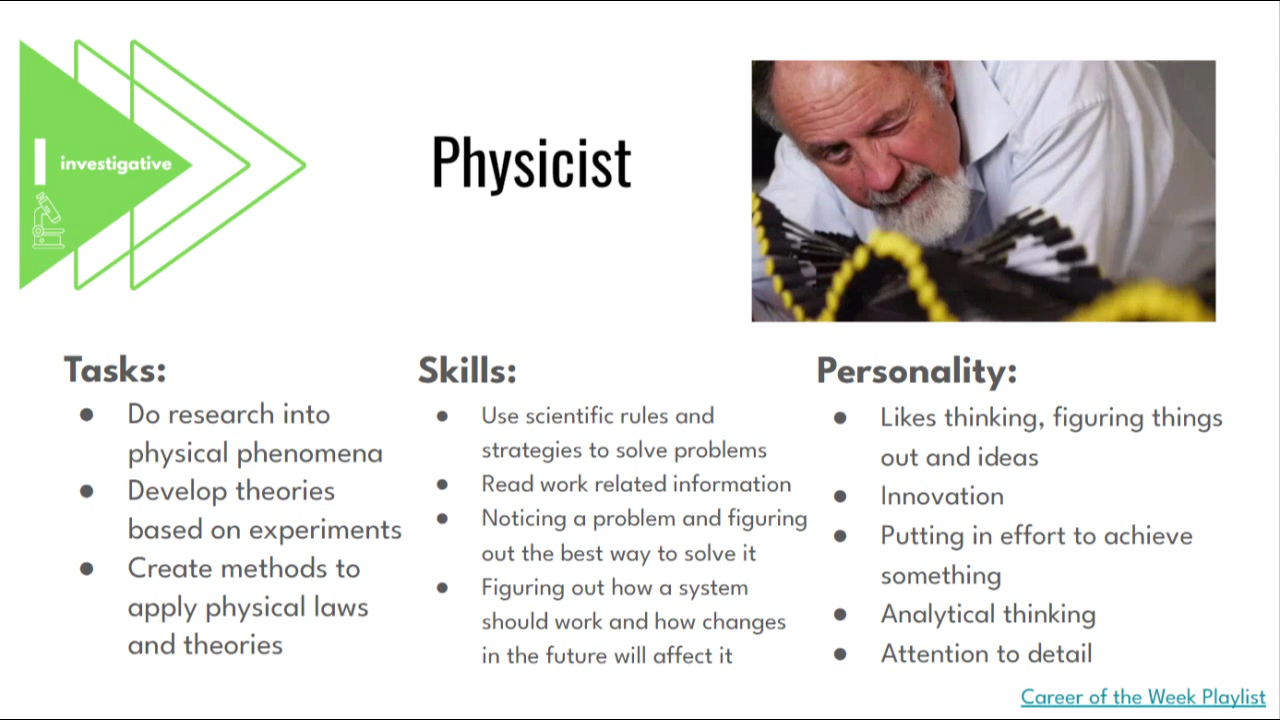 I investigative
Physicist
Tasks:
● Do research into
physical phenomena
● Develop theories
based on experiments
● Create methods to
apply physical laws
and theories
Skills:
● Use scientific rules and
strategies to solve problems
● Read work related information
● Noticing a problem and figuring
out the best way to solve it
● Figuring out how a system
should work and how changes
in the future will affect it
Personality:
● Likes thinking, figuring things
out and ideas
● Innovation
● Putting in effort to achieve
something
● Analytical thinking
● Attention to detail
Career of the Week Playlist